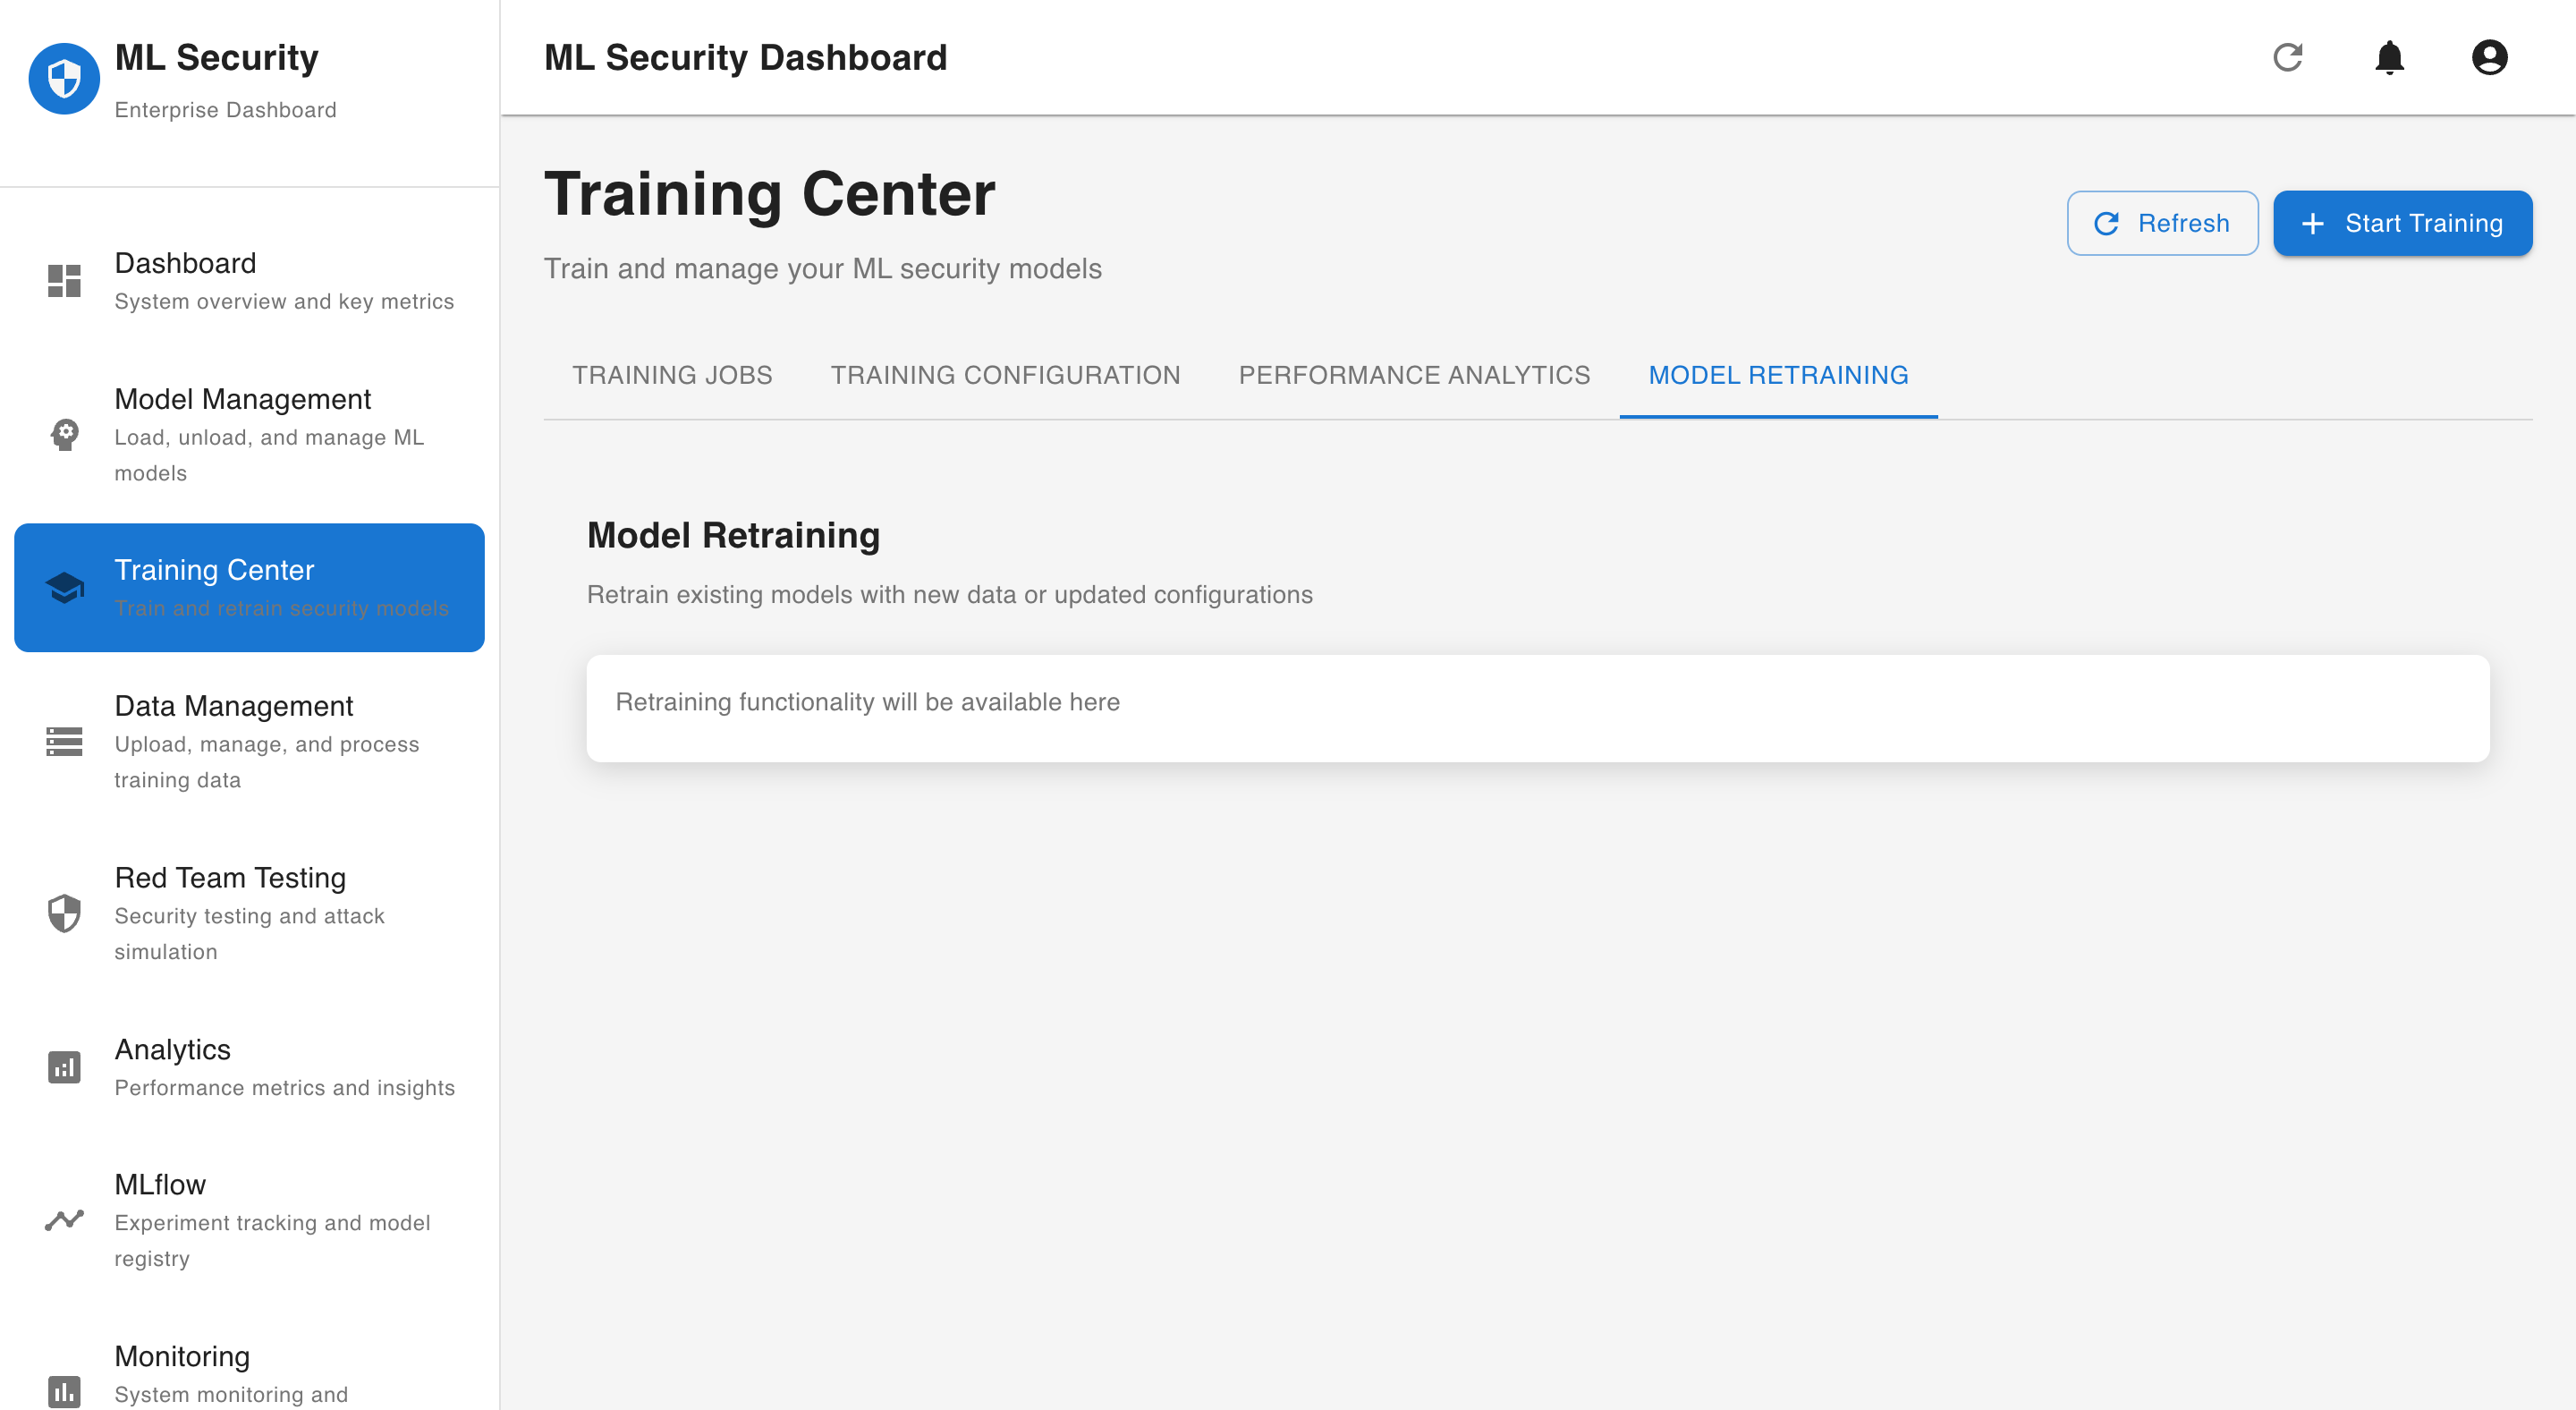 ML Security
Enterprise Dashboard
Dashboard
System overview and key metrics
Model Management
Load, unload, and manage ML
models
Training Center
Train and retrain security models
Data Management
Upload, manage, and process
training data
Red Team Testing
Security testing and attack
simulation
Analytics
Performance metrics and insights
MLflow
Experiment tracking and model
registry
Monitoring
System monitoring and
ML Security Dashboard
Training Center
Train and manage your ML security models
Refresh
Start Training
TRAINING JOBS
TRAINING CONFIGURATION
PERFORMANCE ANALYTICS
MODEL RETRAINING
Model Retraining
Retrain existing models with new data or updated configurations
Retraining functionality will be available here